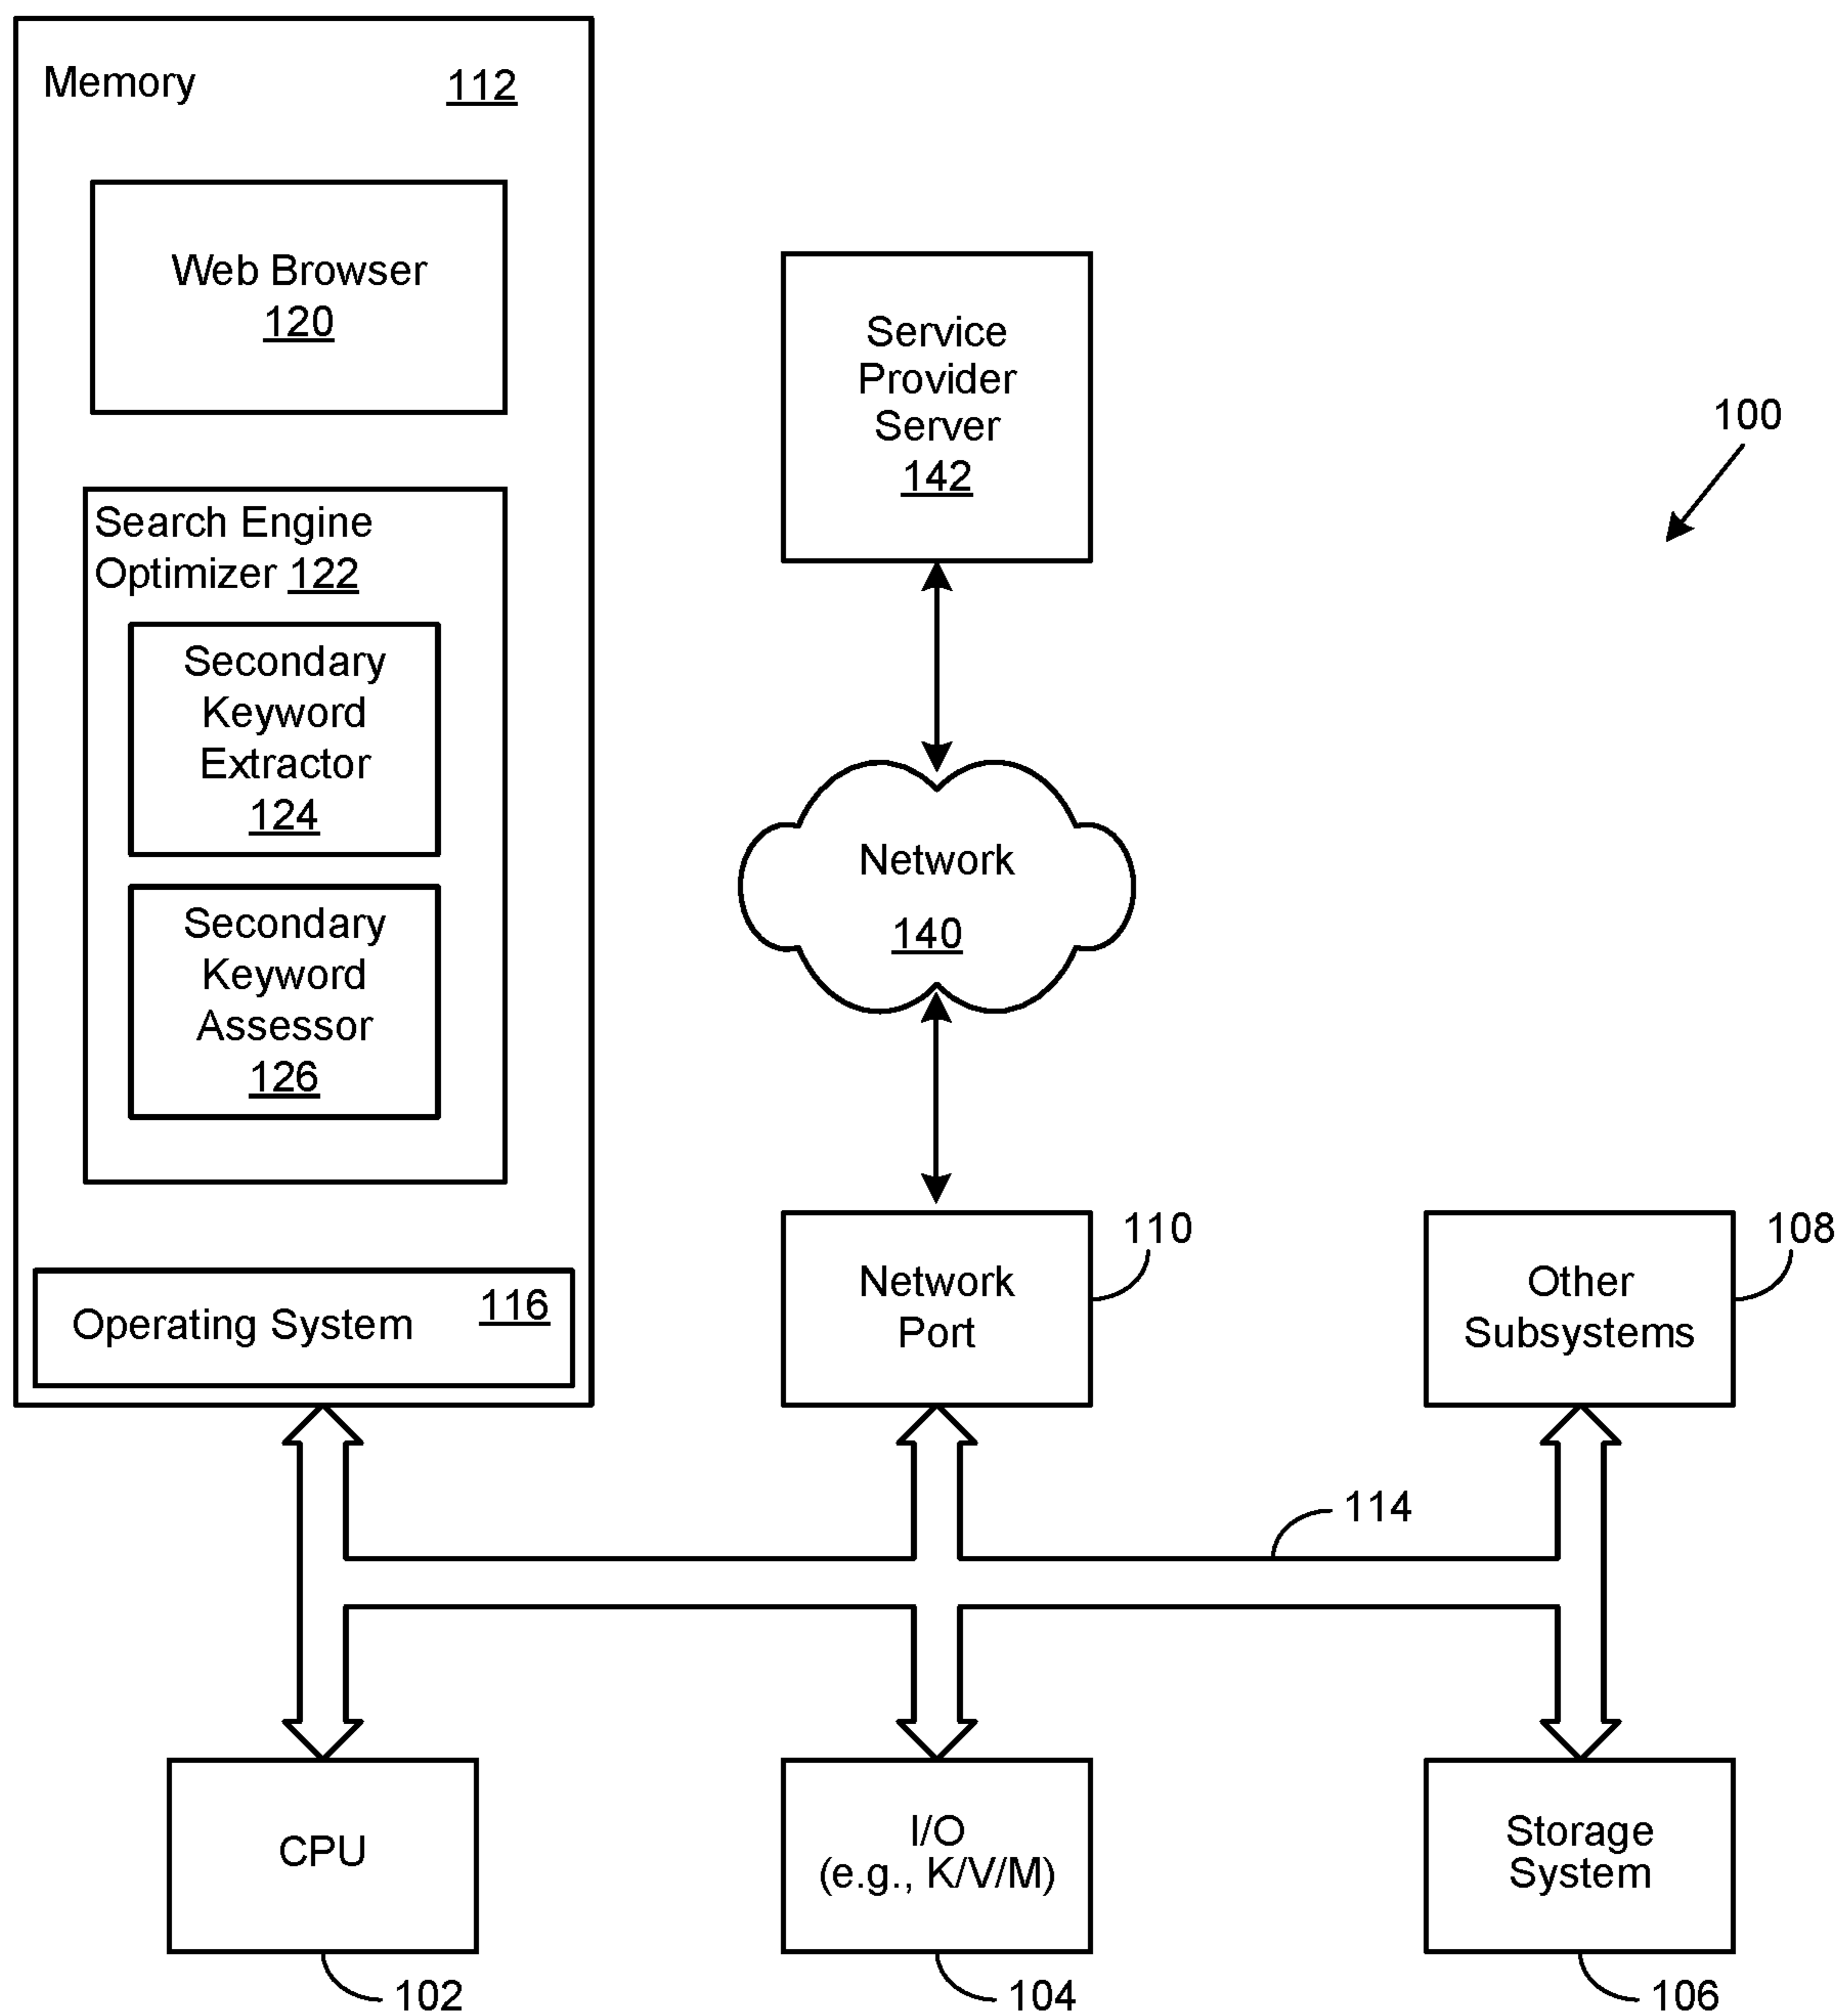 Memory 112
Web Browser
120
Search Engine
Optimizer 122
Secondary
Keyword
Extractor
124
Secondary
Keyword
Assessor
126
Operating System 116
Service
Provider
Server
142
100
Network
140
Network
Port
110
Other
Subsystems
108
114
CPU
102
I/O
(e.g., K/V/M)
104
Storage
System
106